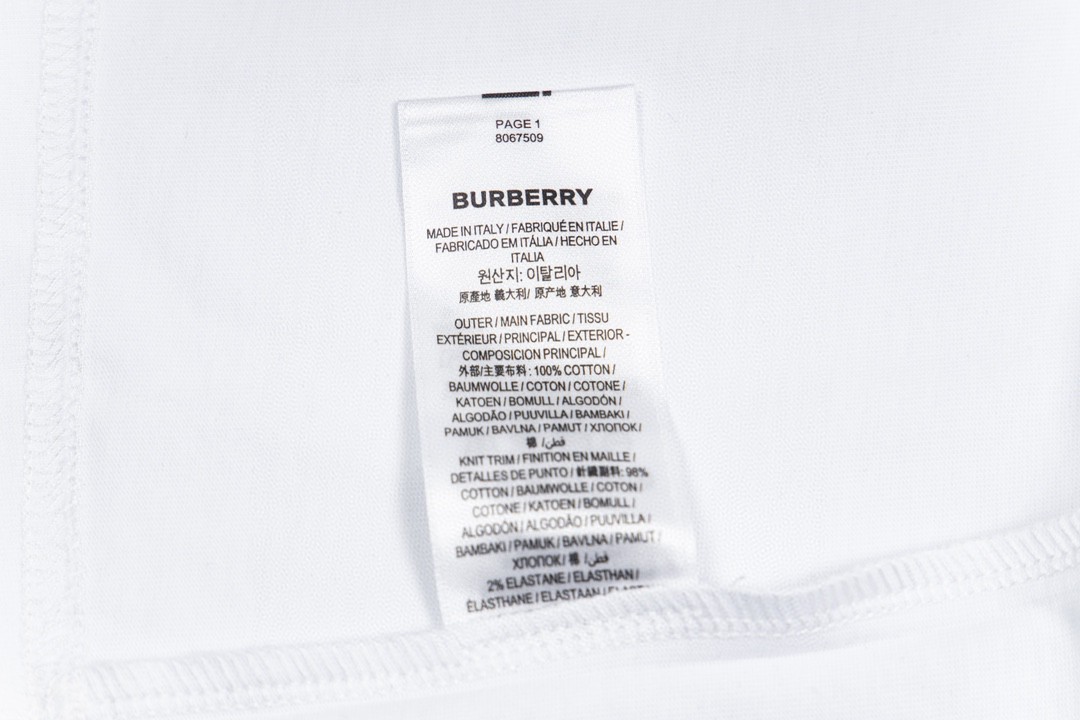 PAGE 1
8067509
BURBERRY
MADE IN ITALY / FABRIQUÉ EN ITALIE /
FABRICADO EM ITÁLIA / HECHO EN
ITALIA
원산지: 이탈리아
原產地 義大利/ 原产地 意大利
OUTER / MAIN FABRIC / TISSU
EXTÉRIEUR / PRINCIPAL / EXTERIOR -
COMPOSICION PRINCIPAL /
外部/主要布料: 100% COTTON /
BAUMWOLLE / COTON / COTONE /
KATOEN / BOMULL / ALGODÓN /
ALGODÃO / PUUVILLA / BAMBAKI /
PAMUK / BAVLNA / PAMUT / ХЛОПОК /
棉 / قطن /
KNIT TRIM / FINITION EN MAILLE /
DETALLES DE PUNTO / 針織副料: 98%
COTTON / BAUMWOLLE / COTON /
COTONE / KATOEN / BOMULL /
ALGODÓN / ALGODÃO / PUUVILLA /
BAMBAKI / PAMUK / BAVLNA / PAMUT /
ХЛОПОК / 棉 / قطن /
2% ELASTANE / ELASTHAN /
ÉLASTHANE / ELASTAAN /